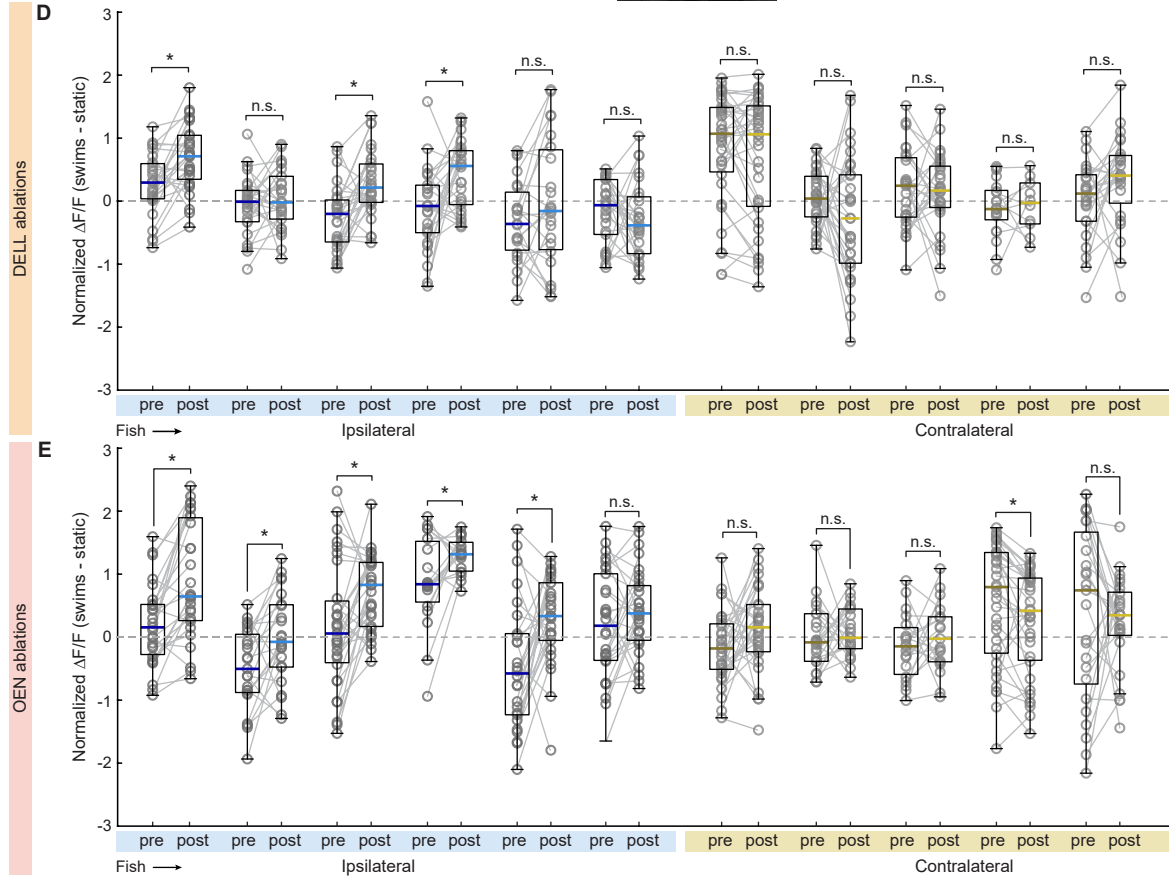 D
DELL ablations
Normalized ΔF/F (swims - static)
3
2
1
0
-1
-2
-3
* n.s. * * n.s. n.s. n.s. n.s. n.s. n.s. n.s.
pre post pre post pre post pre post pre post pre post pre post pre post pre post pre post pre post
Fish Ipsilateral Contralateral
E
OEN ablations
Normalized ΔF/F (swims - static)
3
2
1
0
-1
-2
-3
* * * * * n.s. n.s. n.s. n.s. * n.s.
pre post pre post pre post pre post pre post pre post pre post pre post pre post pre post pre post
Fish Ipsilateral Contralateral